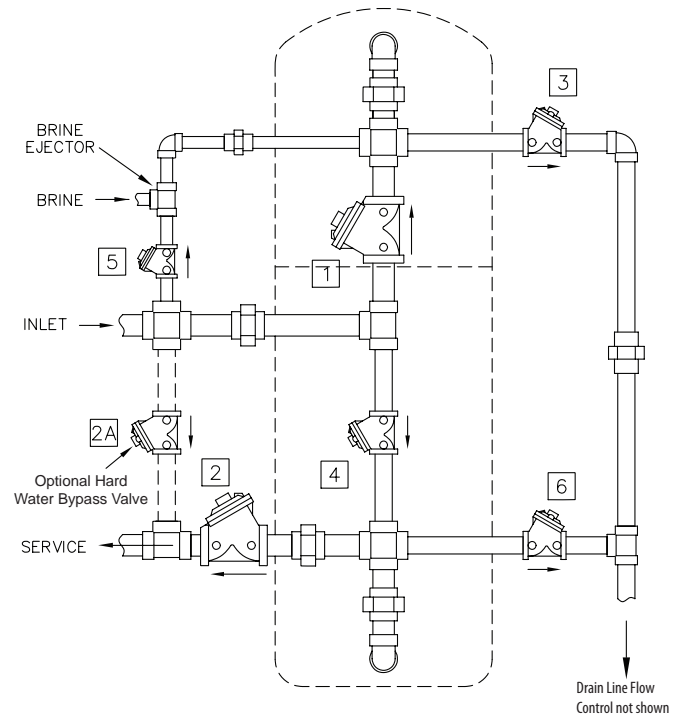 3
BRINE
EJECTOR
BRINE
5
1
INLET
2A
Optional Hard
Water Bypass Valve
2
4
6
SERVICE
Drain Line Flow
Control not shown